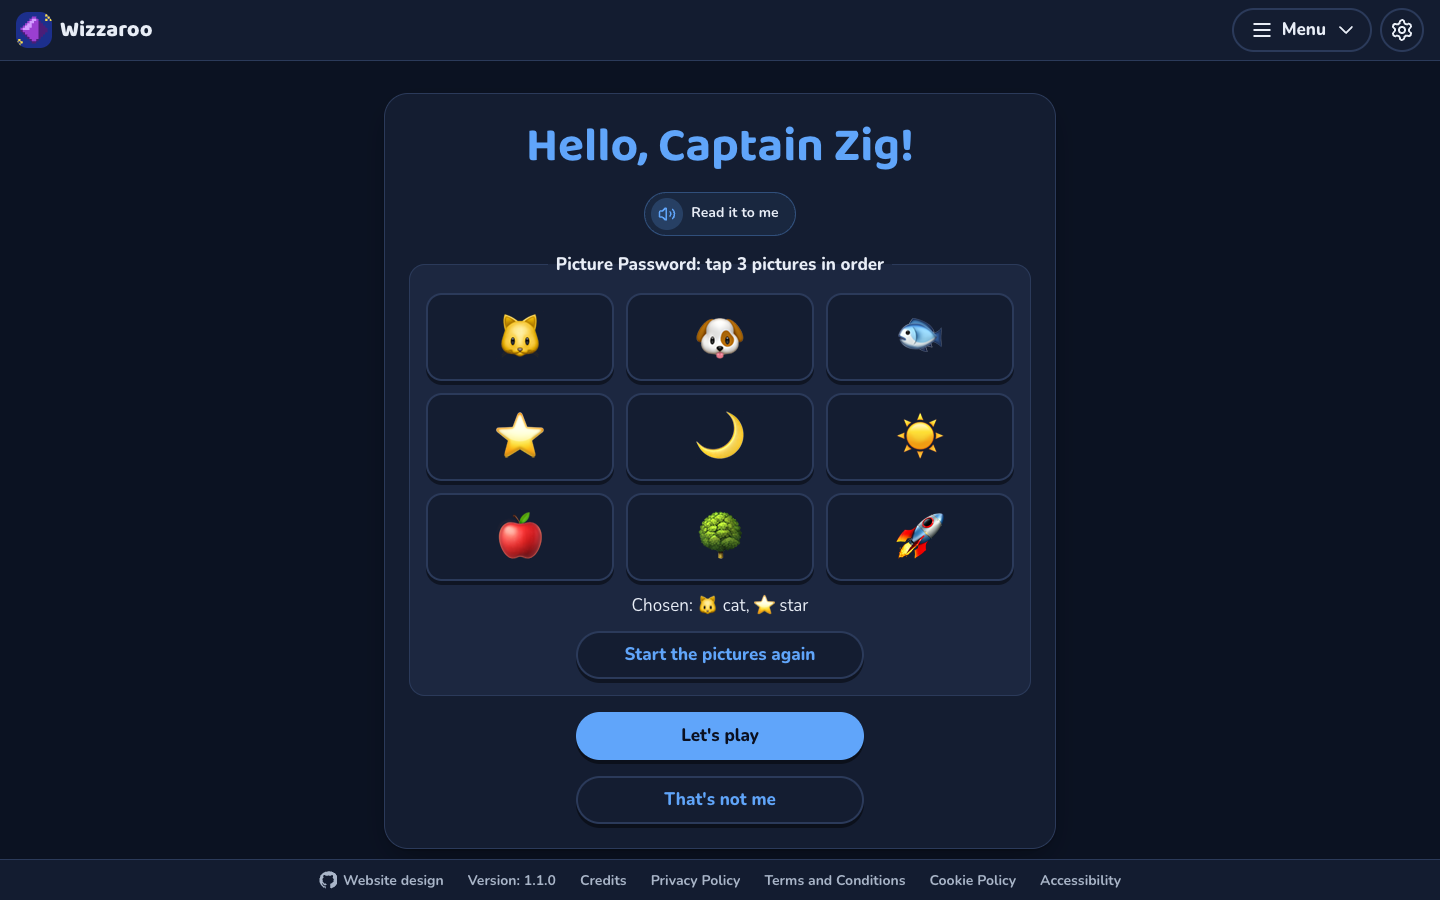 Wizzaroo
Menu
Hello, Captain Zig!
Read it to me
Picture Password: tap 3 pictures in order
Chosen: 🐱 cat, ⭐ star
Start the pictures again
Let's play
That's not me
Website design
Version: 1.1.0
Credits
Privacy Policy
Terms and Conditions
Cookie Policy
Accessibility